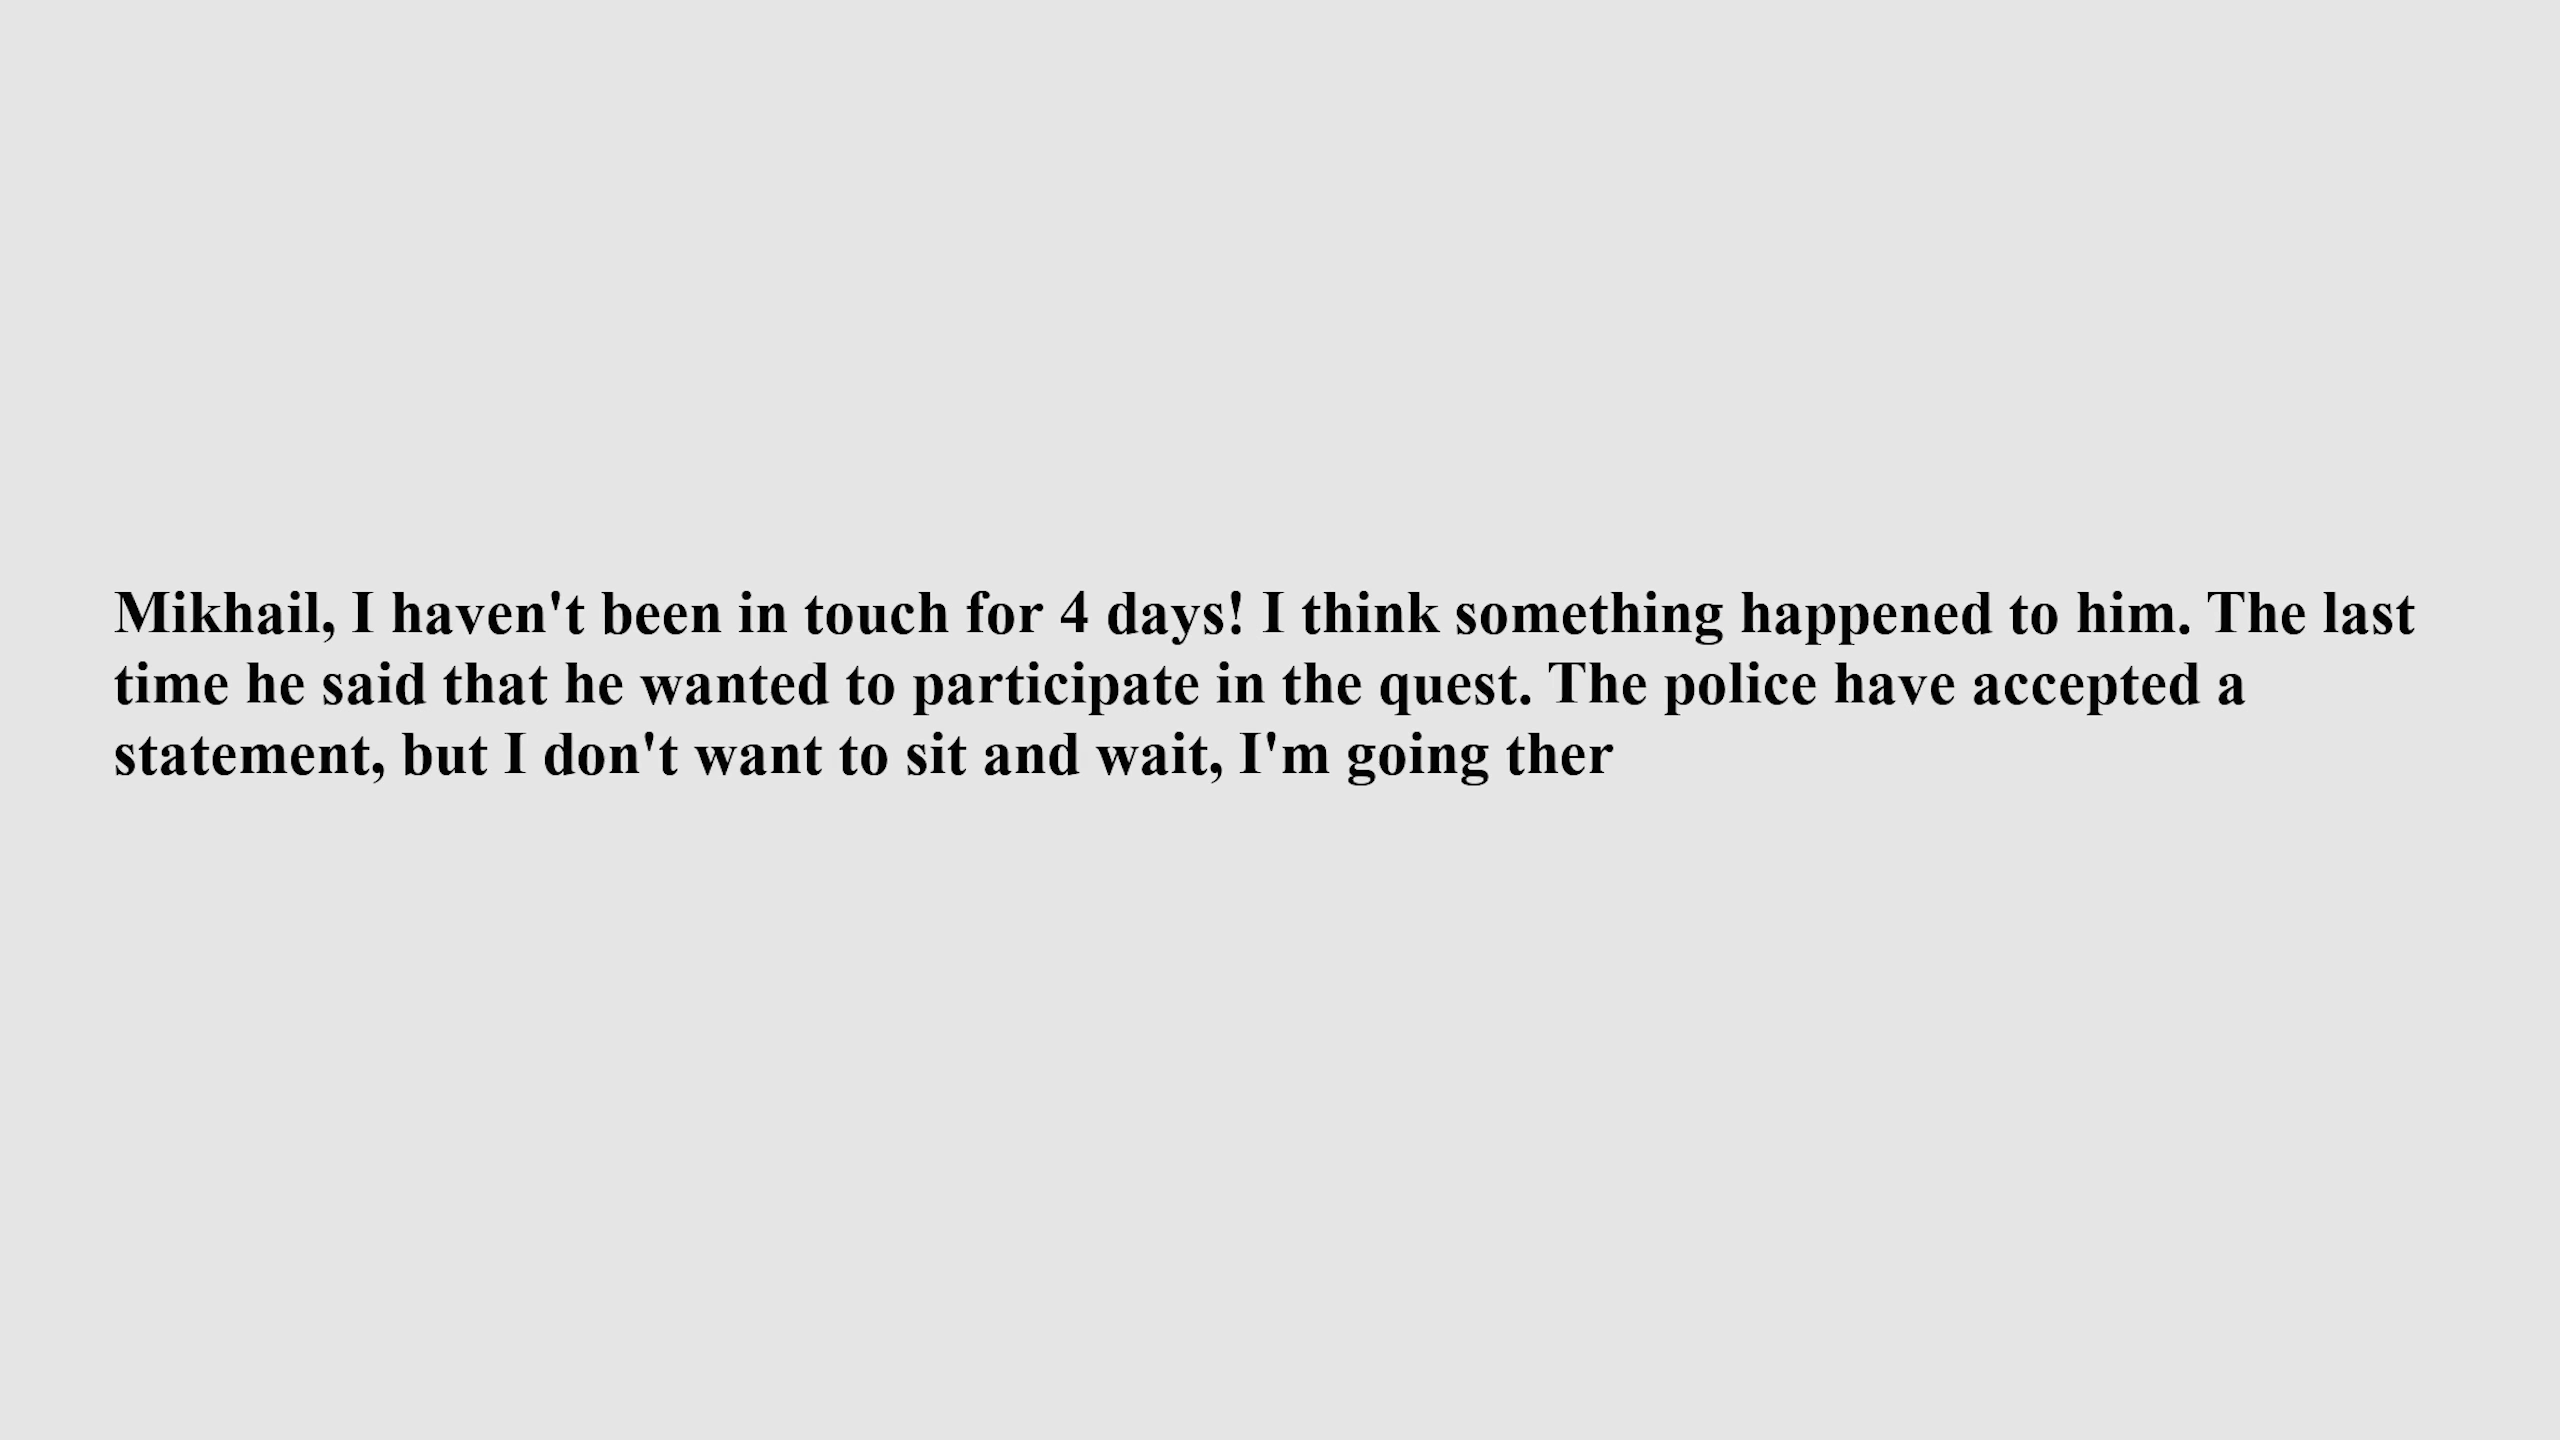 Mikhail, I haven't been in touch for 4 days! I think something happened to him. The last
time he said that he wanted to participate in the quest. The police have accepted a
statement, but I don't want to sit and wait, I'm going ther